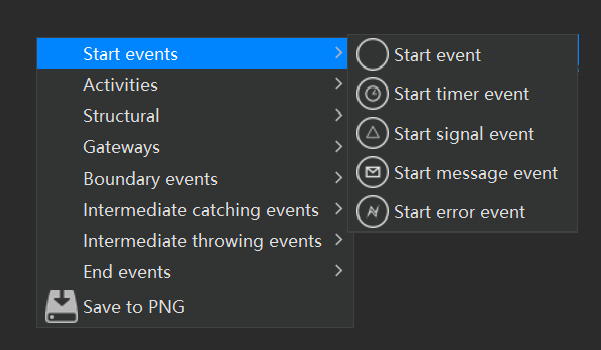 Start events
Activities
Structural
Gateways
Boundary events
Intermediate catching events
Intermediate throwing events
End events
Save to PNG
Start event
Start timer event
Start signal event
Start message event
Start error event